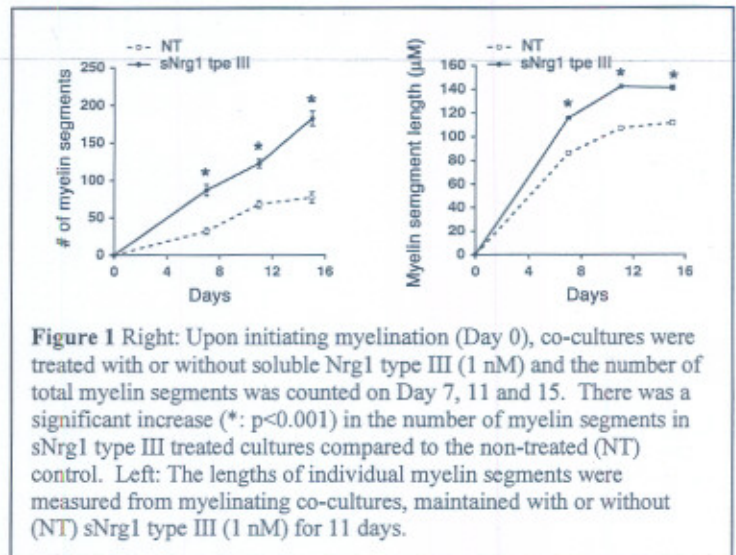 NT
sNrg1 tpe III
250
200
150
100
50
0
# of myelin segments
*
*
*
0 4 8 12 16
Days
NT
sNrg1 tpe III
160
140
120
100
80
60
40
20
0
Myelin semgment length (µM)
*
*
*
0 4 8 12 16
Days
Figure 1 Right: Upon initiating myelination (Day 0), co-cultures were
treated with or without soluble Nrg1 type III (1 nM) and the number of
total myelin segments was counted on Day 7, 11 and 15. There was a
significant increase (*: p<0.001) in the number of myelin segments in
sNrg1 type III treated cultures compared to the non-treated (NT)
control. Left: The lengths of individual myelin segments were
measured from myelinating co-cultures, maintained with or without
(NT) sNrg1 type III (1 nM) for 11 days.